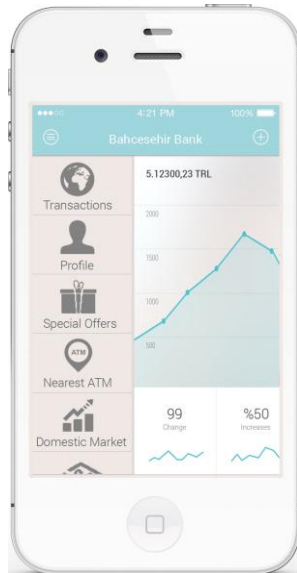 4:21 PM
100%
Bahcesehir Bank
Transactions
Profile
Special Offers
ATM
Nearest ATM
Domestic Market
5.12300,23 TRL
2000
1500
1000
500
99
Change
%50
Increases